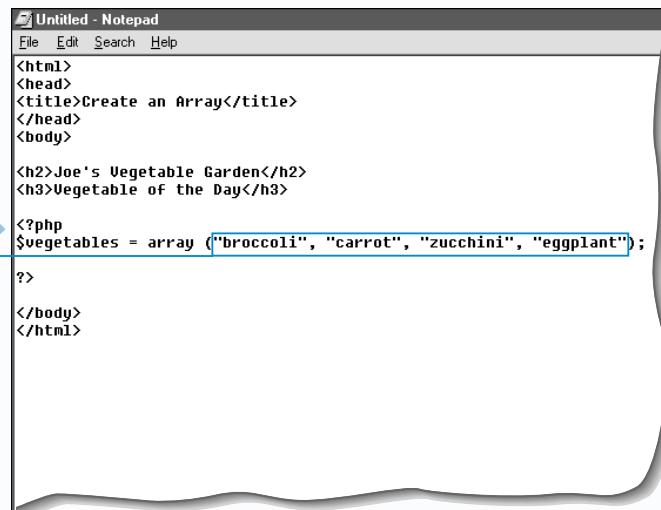 Untitled - Notepad
File Edit Search Help
<html>
<head>
<title>Create an Array</title>
</head>
<body>
<h2>Joe's Vegetable Garden</h2>
<h3>Vegetable of the Day</h3>
<?php
$vegetables = array ("broccoli", "carrot", "zucchini", "eggplant");
?>
</body>
</html>